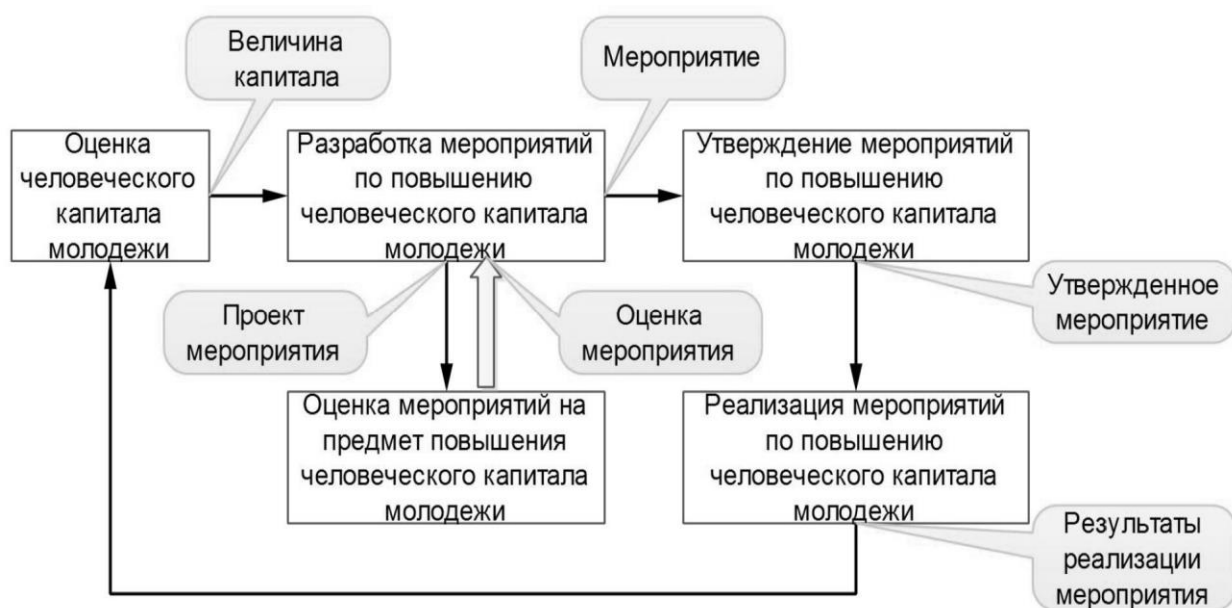 Величина
капитала
Мероприятие
Оценка
человеческого
капитала
молодежи
Разработка мероприятий
по повышению
человеческого капитала
молодежи
Утверждение мероприятий
по повышению
человеческого капитала
молодежи
Проект
мероприятия
Оценка
мероприятия
Утвержденное
мероприятие
Оценка мероприятий на
предмет повышения
человеческого капитала
молодежи
Реализация мероприятий
по повышению
человеческого капитала
молодежи
Результаты
реализации
мероприятия